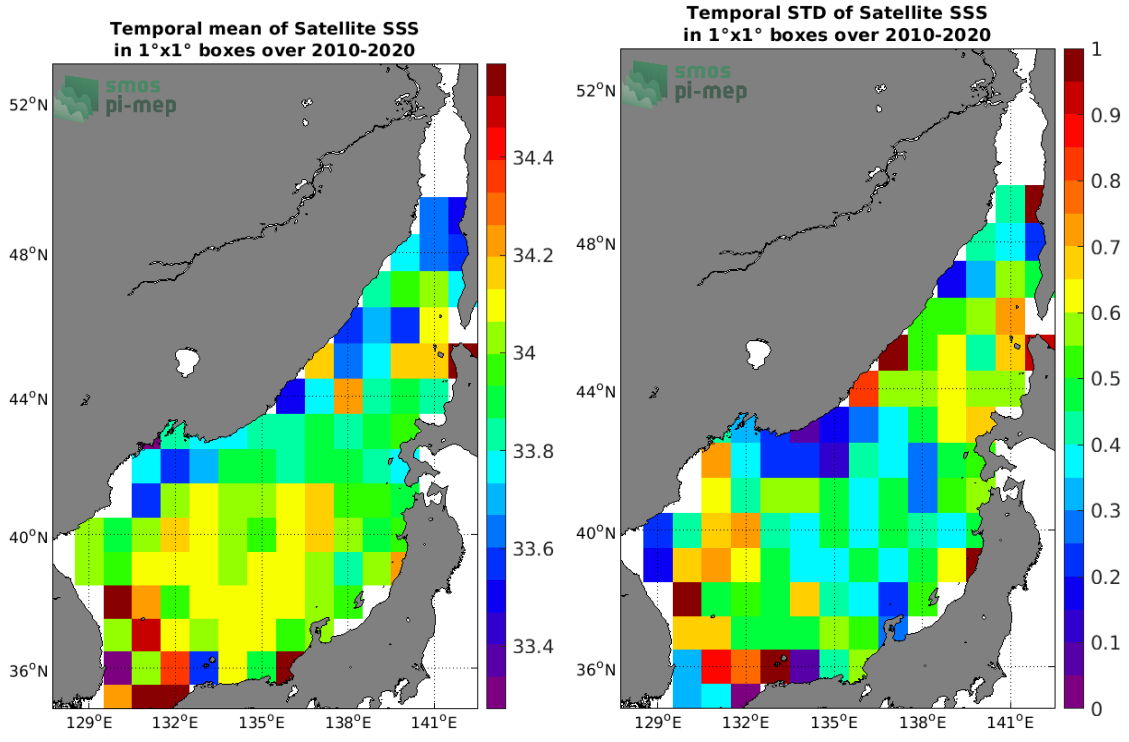 Temporal mean of Satellite SSS
in 1°x1° boxes over 2010-2020
smos
pi-mep
52°N
48°N
44°N
40°N
36°N
129°E
132°E
135°E
138°E
141°E
34.4
34.2
34
33.8
33.6
33.4
Temporal STD of Satellite SSS
in 1°x1° boxes over 2010-2020
smos
pi-mep
52°N
48°N
44°N
40°N
36°N
129°E
132°E
135°E
138°E
141°E
1
0.9
0.8
0.7
0.6
0.5
0.4
0.3
0.2
0.1
0